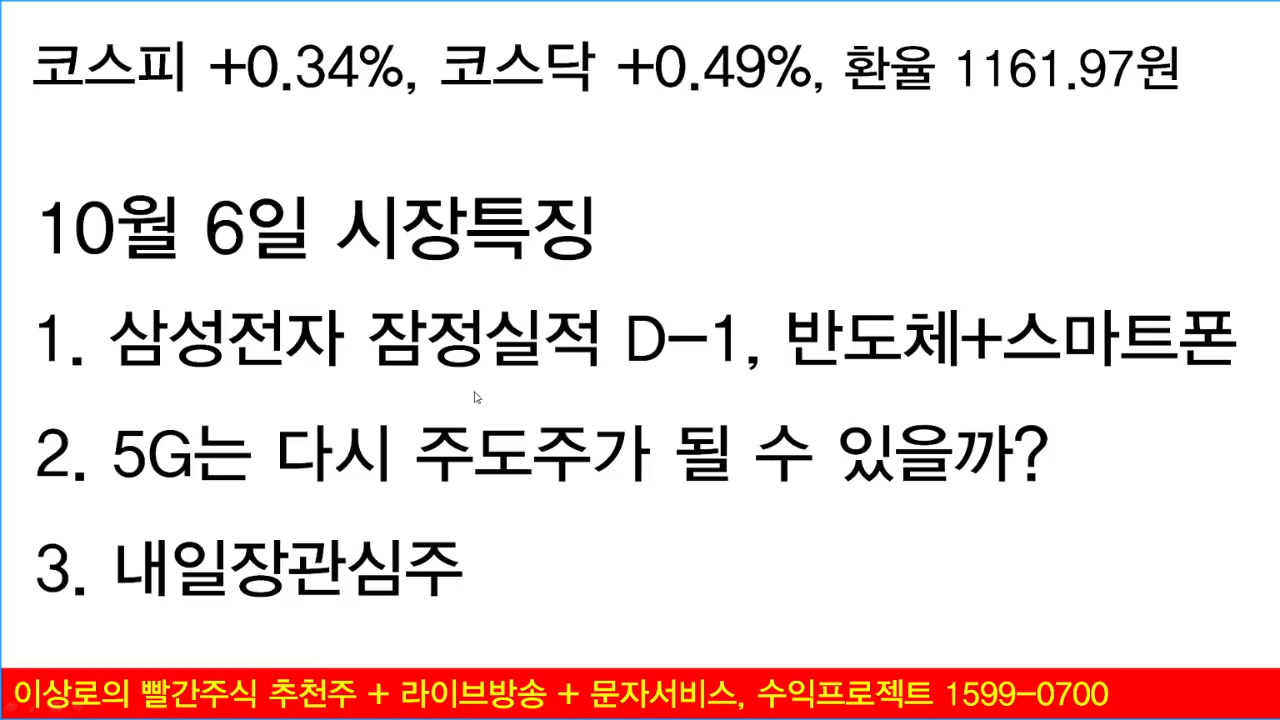 코스피 +0.34%, 코스닥 +0.49%, 환율 1161.97원
10월 6일 시장특징
1. 삼성전자 잠정실적 D-1, 반도체+스마트폰
2. 5G는 다시 주도주가 될 수 있을까?
3. 내일장관심주
이상로의 빨간주식 추천주 + 라이브방송 + 문자서비스, 수익프로젝트 1599-0700